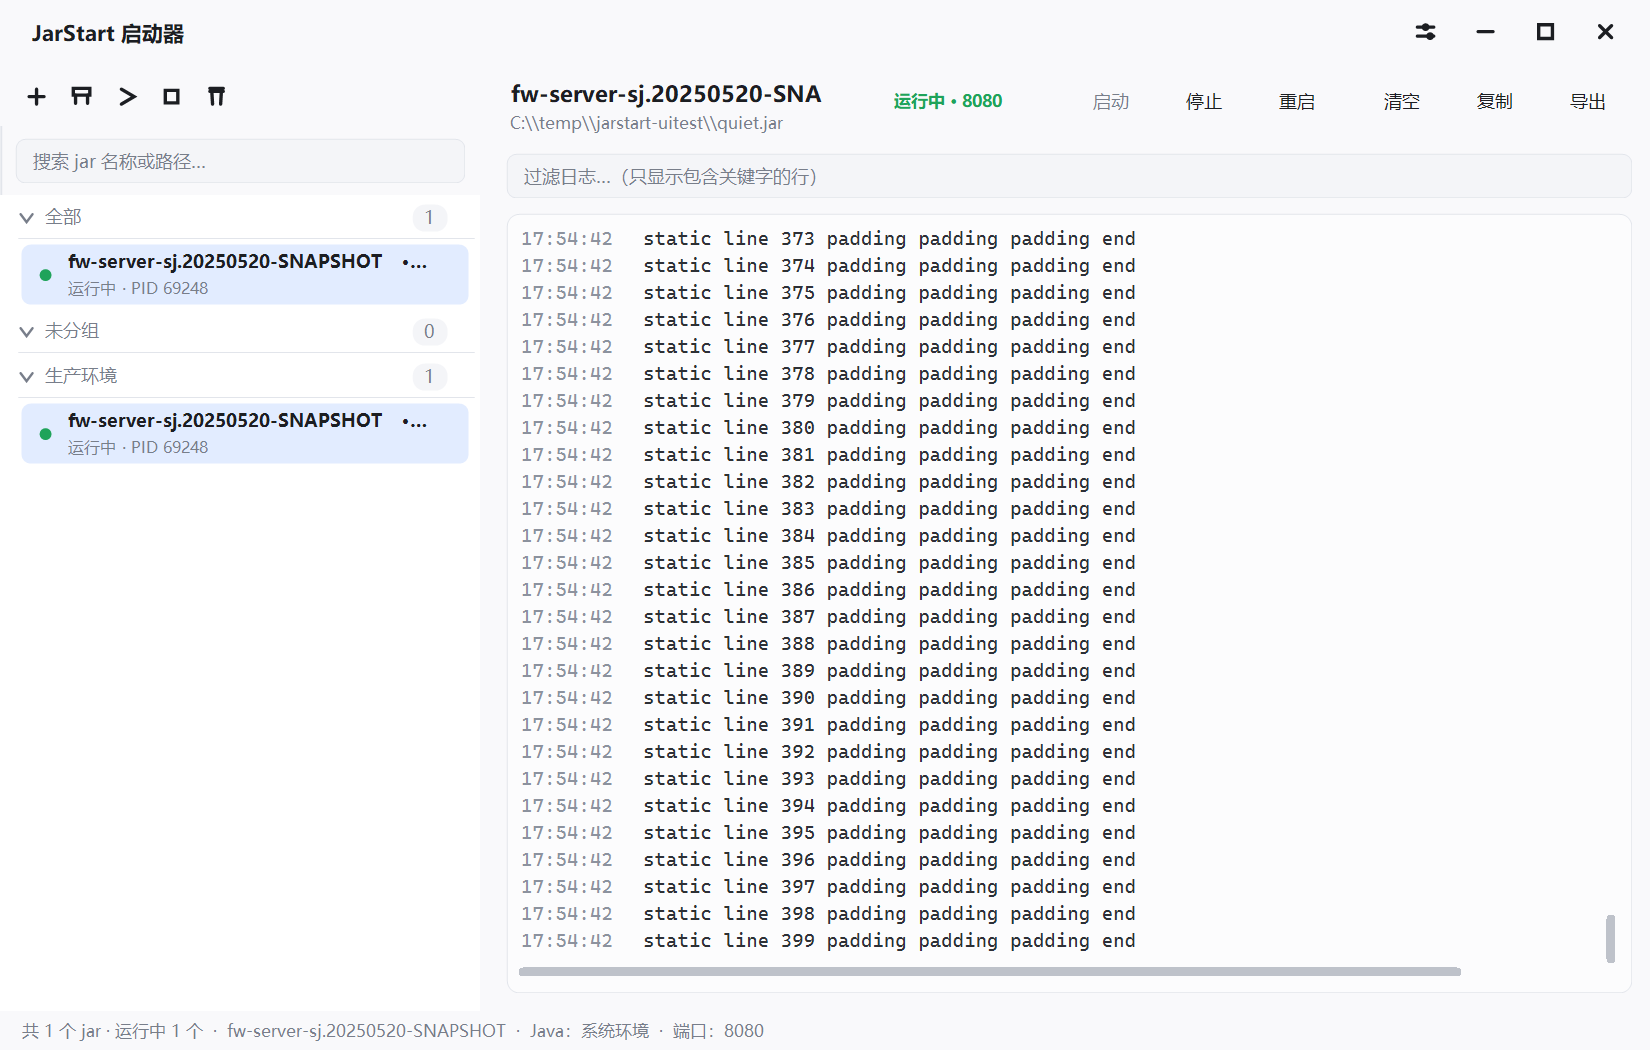 JarStart 启动器
搜索 jar 名称或路径...
全部 1
fw-server-sj.20250520-SNAPSHOT •...
运行中 · PID 69248
未分组 0
生产环境 1
fw-server-sj.20250520-SNAPSHOT •...
运行中 · PID 69248
fw-server-sj.20250520-SNA
C:\\temp\\jarstart-uitest\\quiet.jar
运行中 • 8080 启动 停止 重启 清空 复制 导出
过滤日志...（只显示包含关键字的行）
17:54:42 static line 373 padding padding padding end
17:54:42 static line 374 padding padding padding end
17:54:42 static line 375 padding padding padding end
17:54:42 static line 376 padding padding padding end
17:54:42 static line 377 padding padding padding end
17:54:42 static line 378 padding padding padding end
17:54:42 static line 379 padding padding padding end
17:54:42 static line 380 padding padding padding end
17:54:42 static line 381 padding padding padding end
17:54:42 static line 382 padding padding padding end
17:54:42 static line 383 padding padding padding end
17:54:42 static line 384 padding padding padding end
17:54:42 static line 385 padding padding padding end
17:54:42 static line 386 padding padding padding end
17:54:42 static line 387 padding padding padding end
17:54:42 static line 388 padding padding padding end
17:54:42 static line 389 padding padding padding end
17:54:42 static line 390 padding padding padding end
17:54:42 static line 391 padding padding padding end
17:54:42 static line 392 padding padding padding end
17:54:42 static line 393 padding padding padding end
17:54:42 static line 394 padding padding padding end
17:54:42 static line 395 padding padding padding end
17:54:42 static line 396 padding padding padding end
17:54:42 static line 397 padding padding padding end
17:54:42 static line 398 padding padding padding end
17:54:42 static line 399 padding padding padding end
共 1 个 jar · 运行中 1 个 · fw-server-sj.20250520-SNAPSHOT · Java：系统环境 · 端口：8080